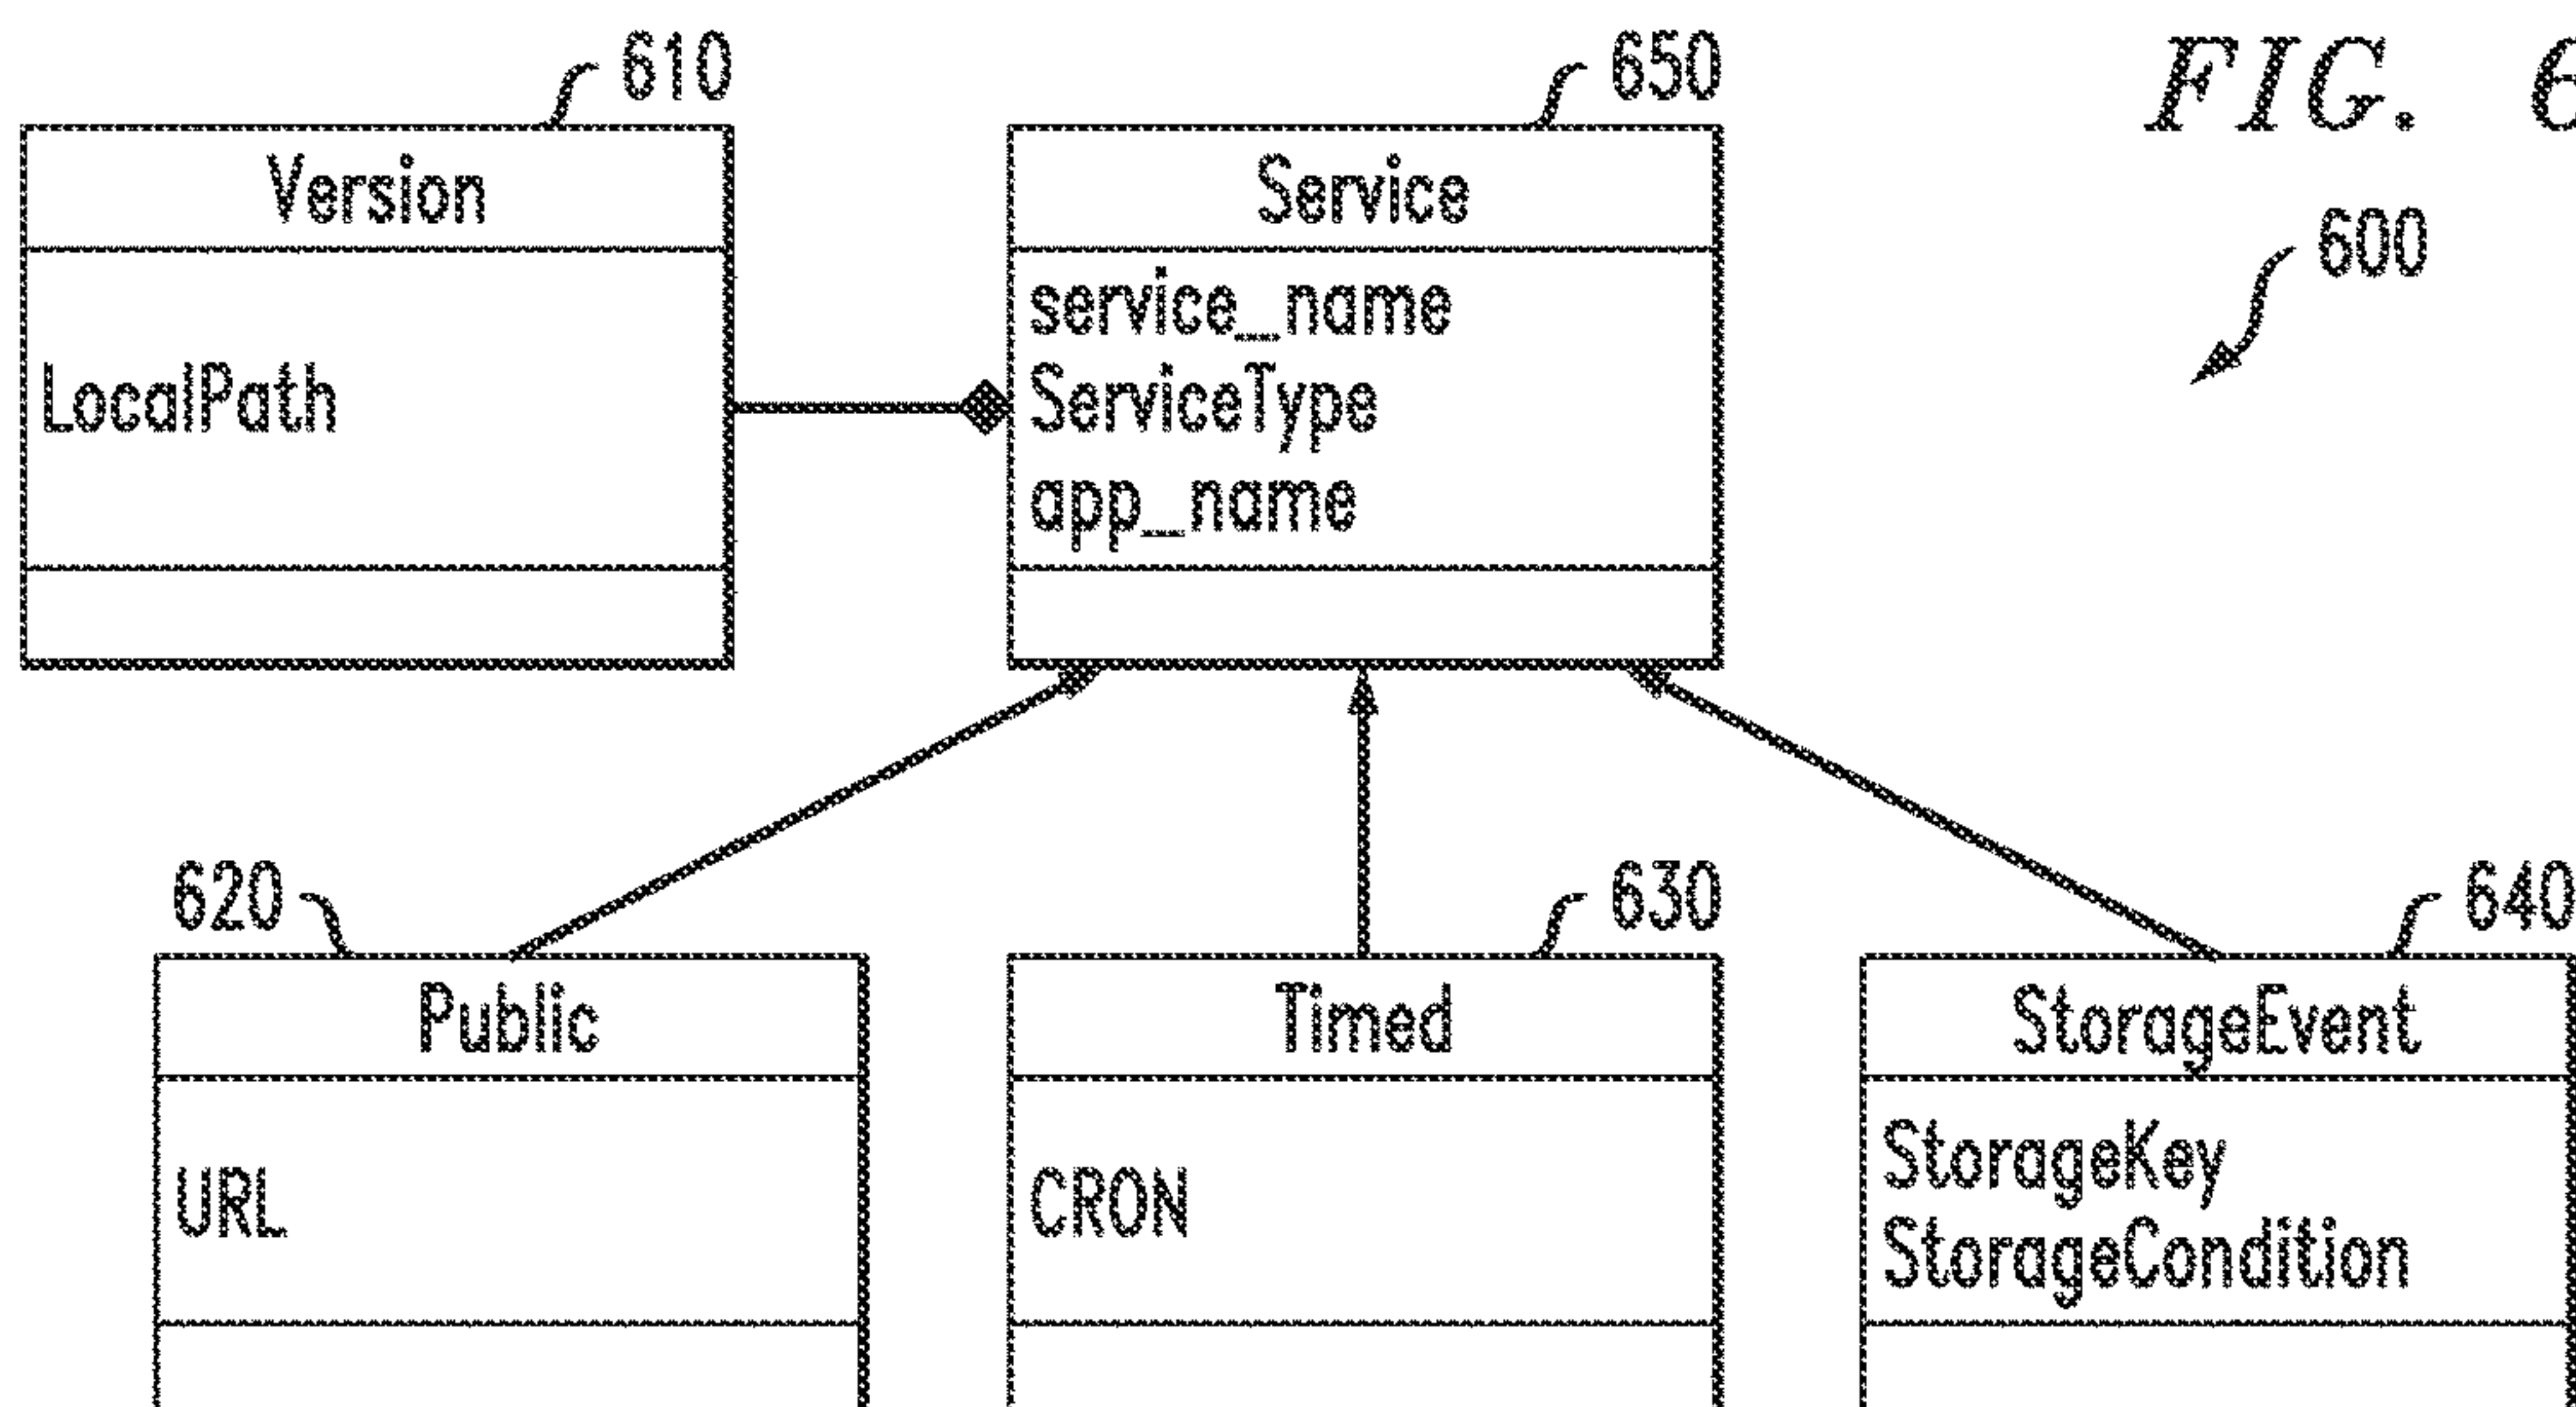 610
650
FIG. 6
Version
Service
600
LocalPath
service_name
ServiceType
app_name
620
630
640
Public
Timed
StorageEvent
URL
CRON
StorageKey
StorageCondition